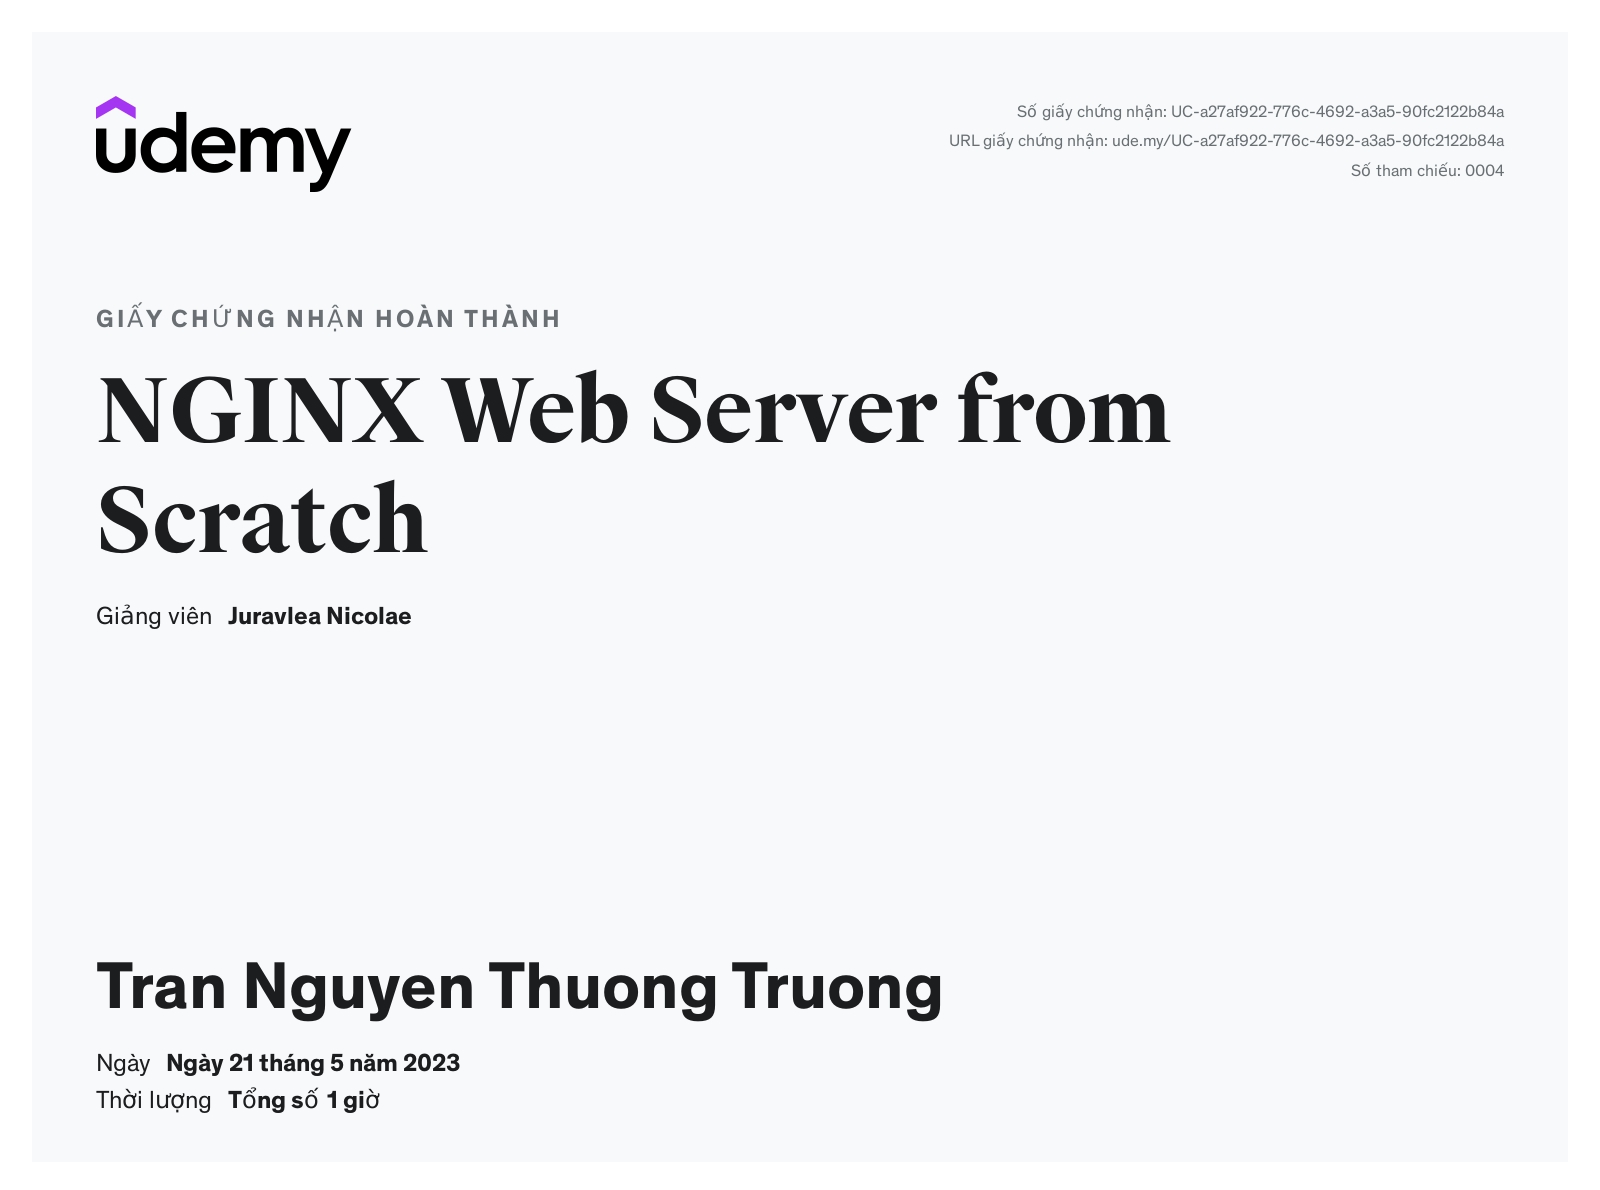 udemy
Số giấy chứng nhận: UC-a27af922-776c-4692-a3a5-90fc2122b84a
URL giấy chứng nhận: ude.my/UC-a27af922-776c-4692-a3a5-90fc2122b84a
Số tham chiếu: 0004
GIẤY CHỨNG NHẬN HOÀN THÀNH
NGINX Web Server from
Scratch
Giảng viên Juravlea Nicolae
Tran Nguyen Thuong Truong
Ngày Ngày 21 tháng 5 năm 2023
Thời lượng Tổng số 1 giờ